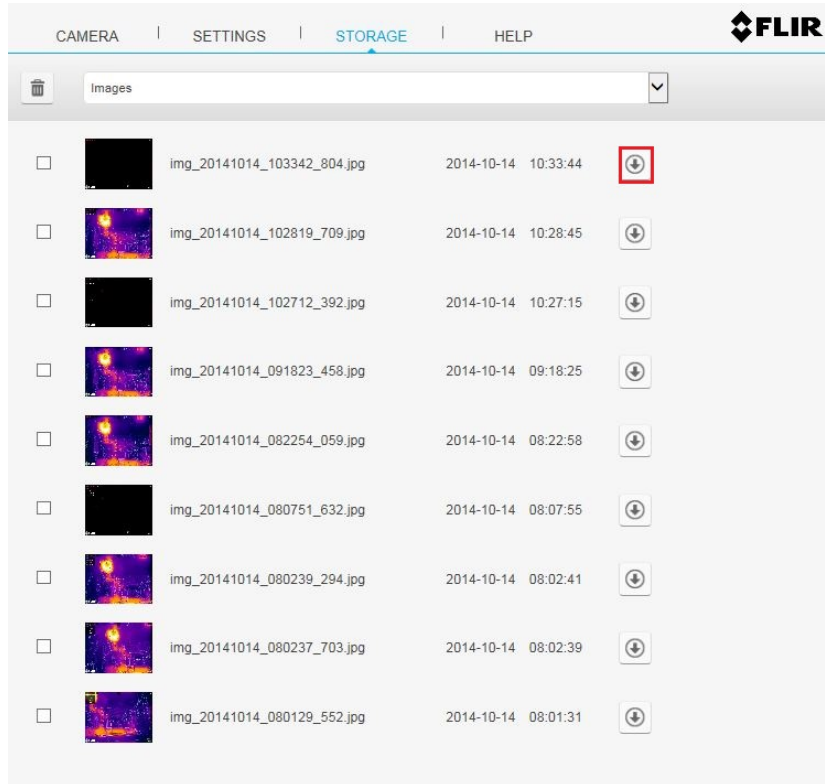 CAMERA | SETTINGS | STORAGE | HELP FLIR
Images
img_20141014_103342_804.jpg 2014-10-14 10:33:44
img_20141014_102819_709.jpg 2014-10-14 10:28:45
img_20141014_102712_392.jpg 2014-10-14 10:27:15
img_20141014_091823_458.jpg 2014-10-14 09:18:25
img_20141014_082254_059.jpg 2014-10-14 08:22:58
img_20141014_080751_632.jpg 2014-10-14 08:07:55
img_20141014_080239_294.jpg 2014-10-14 08:02:41
img_20141014_080237_703.jpg 2014-10-14 08:02:39
img_20141014_080129_552.jpg 2014-10-14 08:01:31